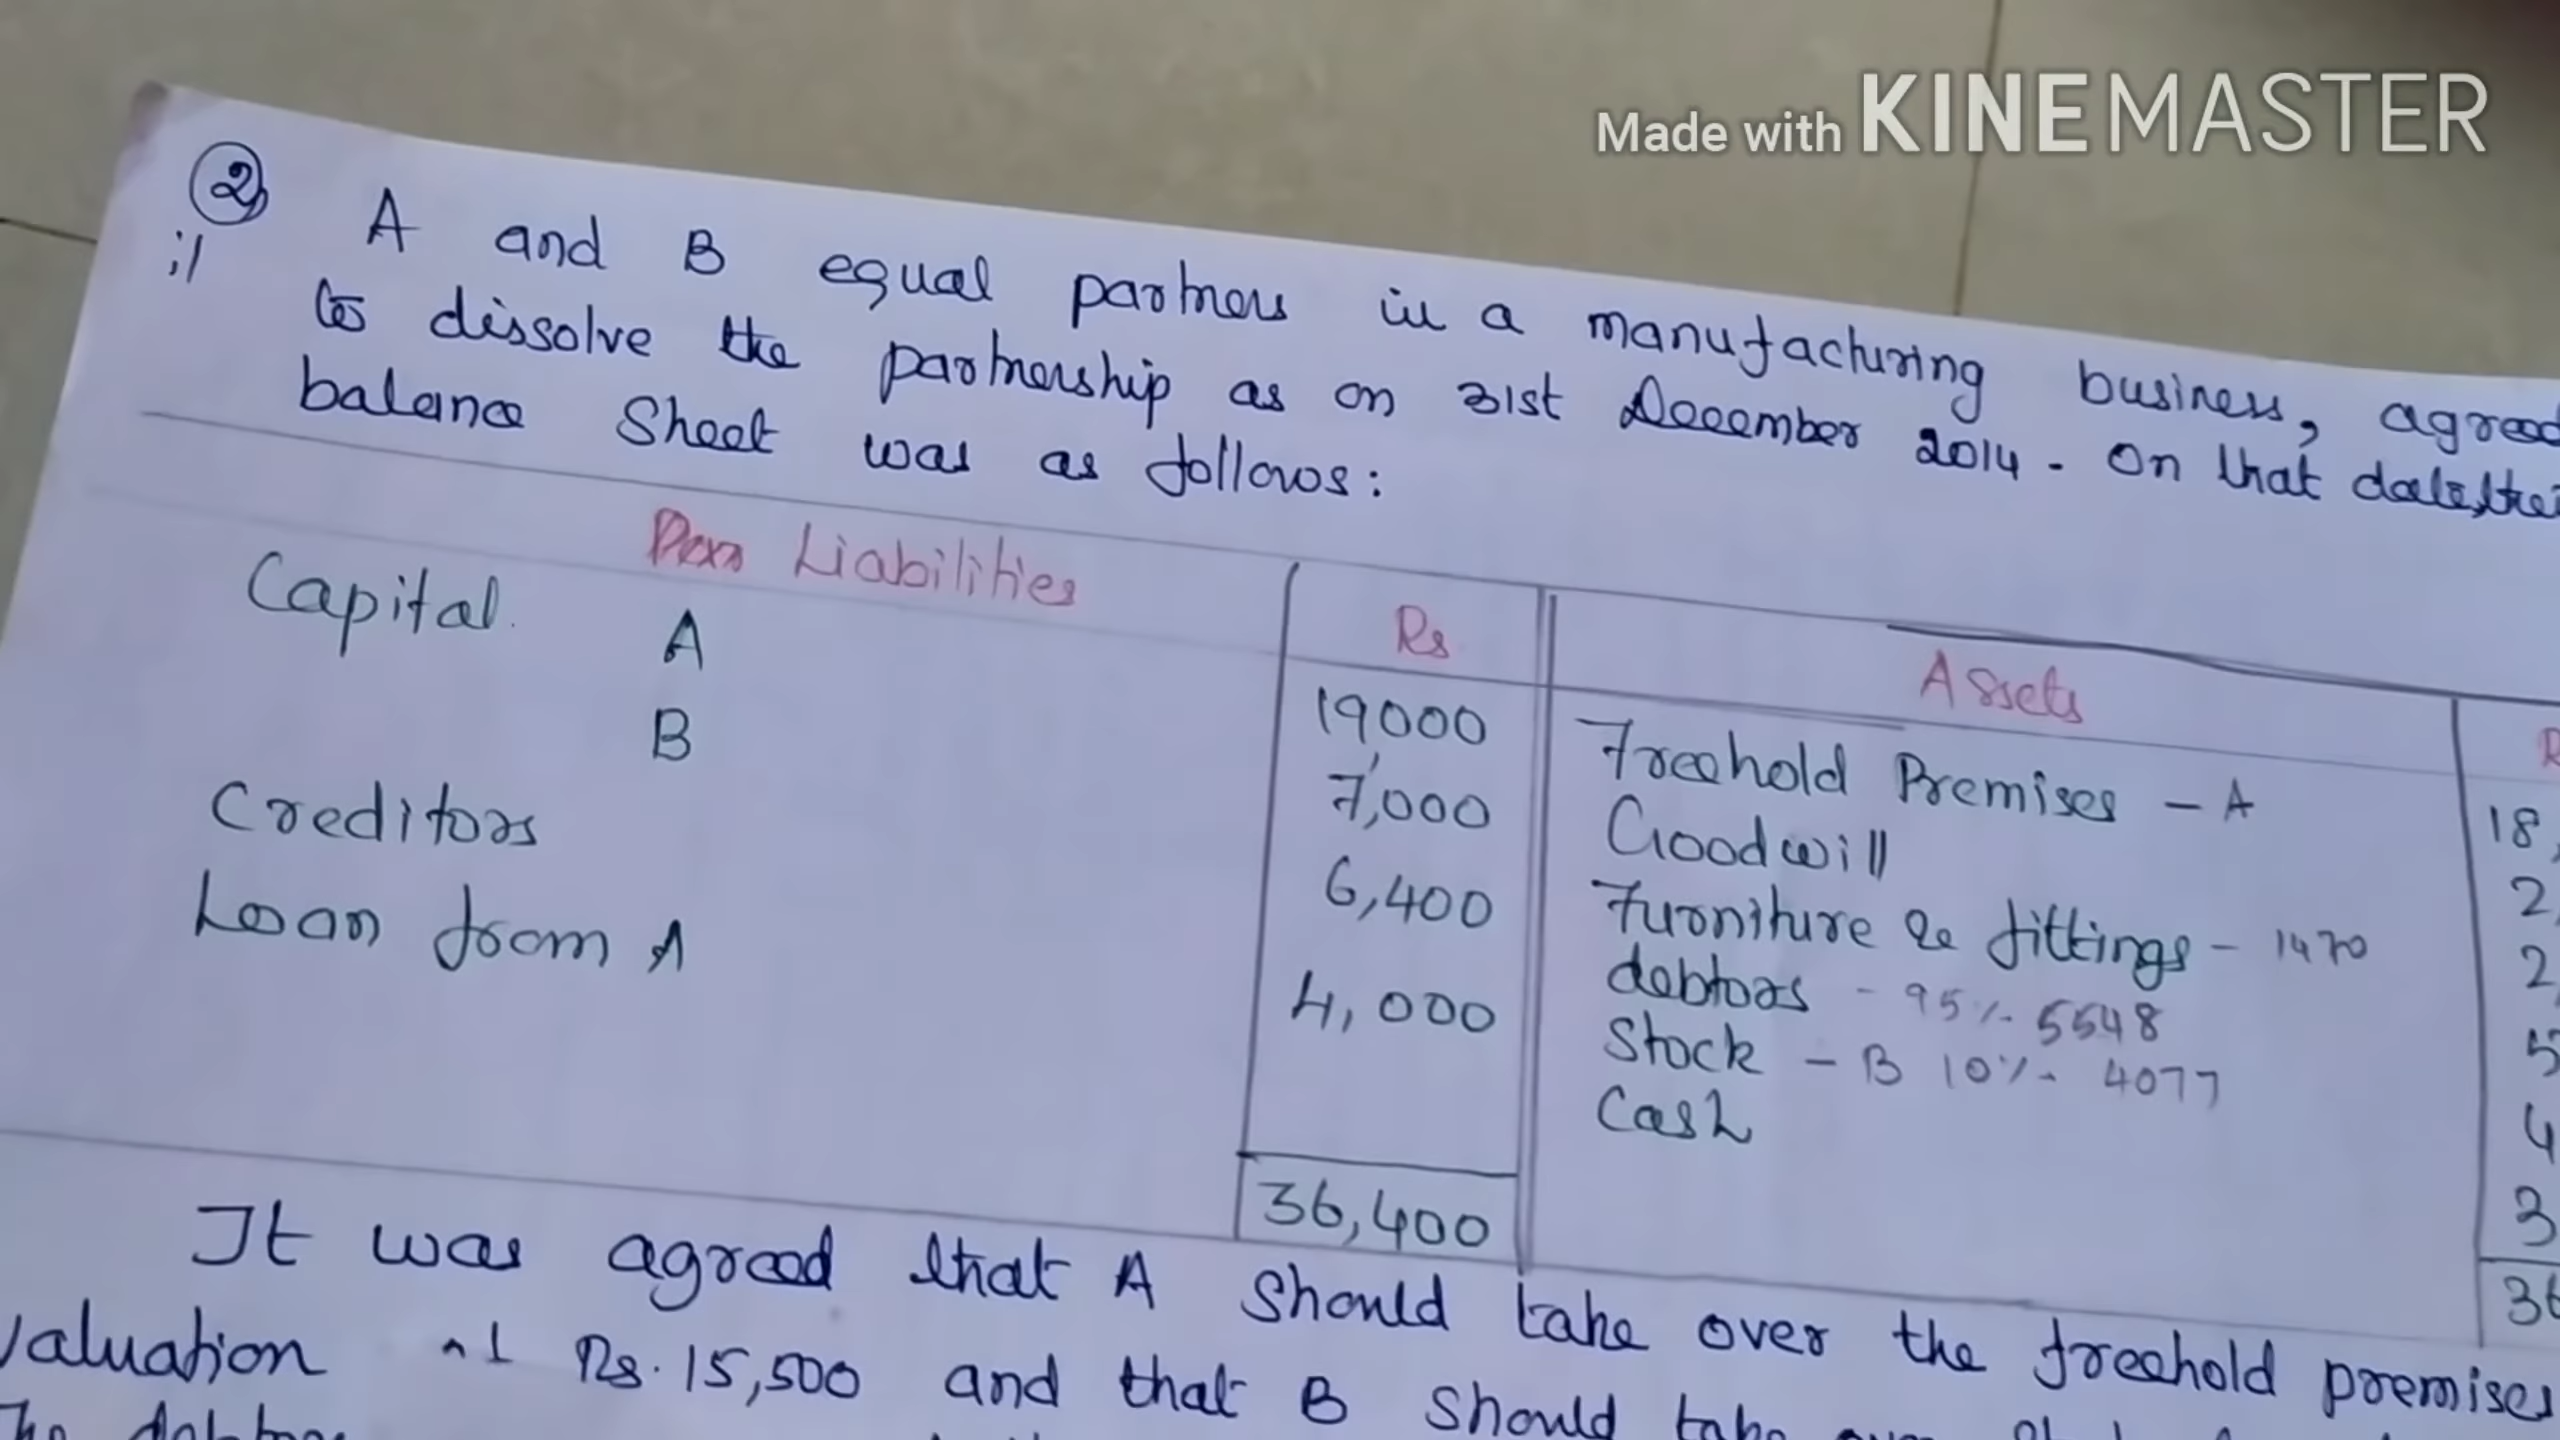 Made with KINEMASTER
2
il
A and B equal partners in a manufacturing business, agreed
to dissolve the partnership as on 31st December 2014. On that date,
balance Sheet was as follows:
Liabilities Rs Assets
Capital A 19,000 Freehold Premises - A 18,
B 7,000 Goodwill 2,
Creditors 6,400 Furniture & fittings - 1470 2,
Loan from A 4,000 debtors - 95% 5548 5
Stock - B 10% 4077 4
Cash 3
36,400 36
It was agreed that A should take over the freehold premises
valuation at Rs. 15,500 and that B should take